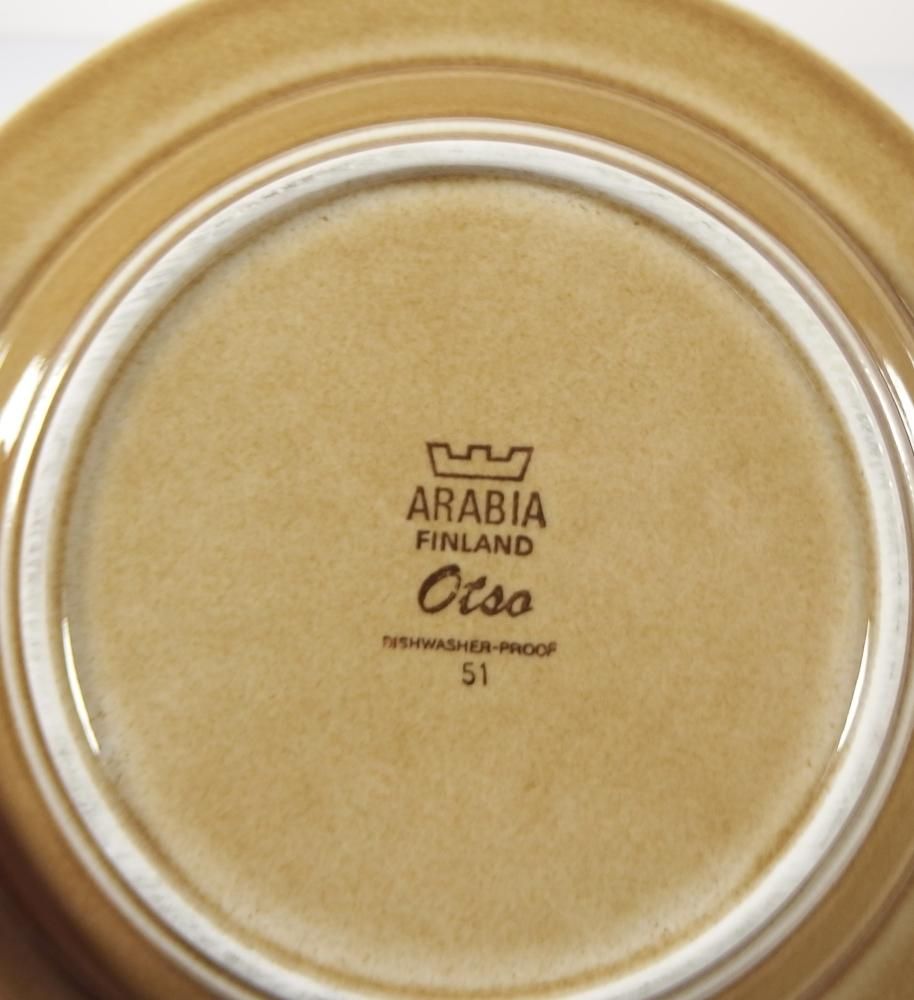 ARABIA
FINLAND
Otso
DISHWASHER-PROOF
51